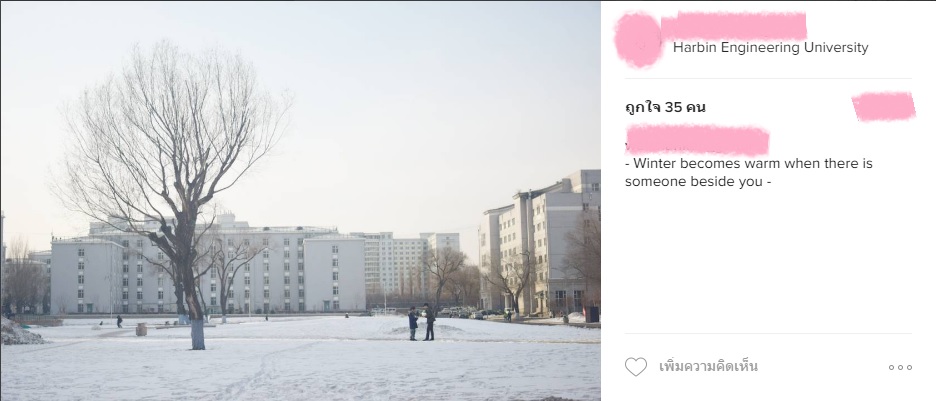 Harbin Engineering University
ถูกใจ 35 คน
- Winter becomes warm when there is
someone beside you -
เพิ่มความคิดเห็น